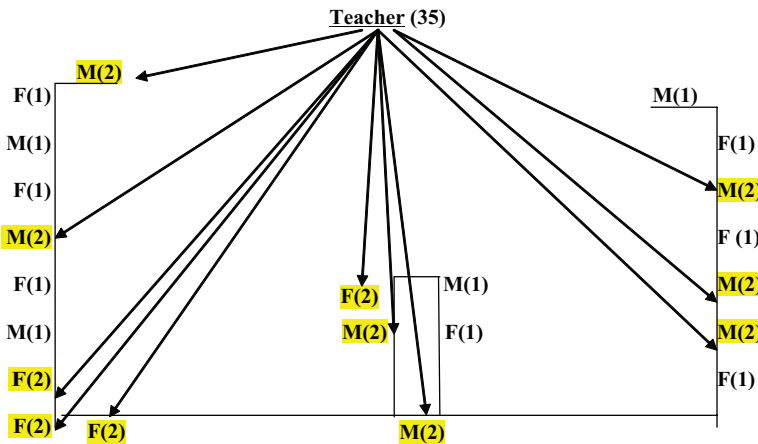 Teacher (35)
M(2)
F(1)
M(1)
F(1)
M(2)
F(1)
M(1)
F(2)
F(2)
F(2)
F(2)
M(2)
M(1)
F(1)
M(2)
M(1)
F(1)
M(2)
F (1)
M(2)
M(2)
F(1)